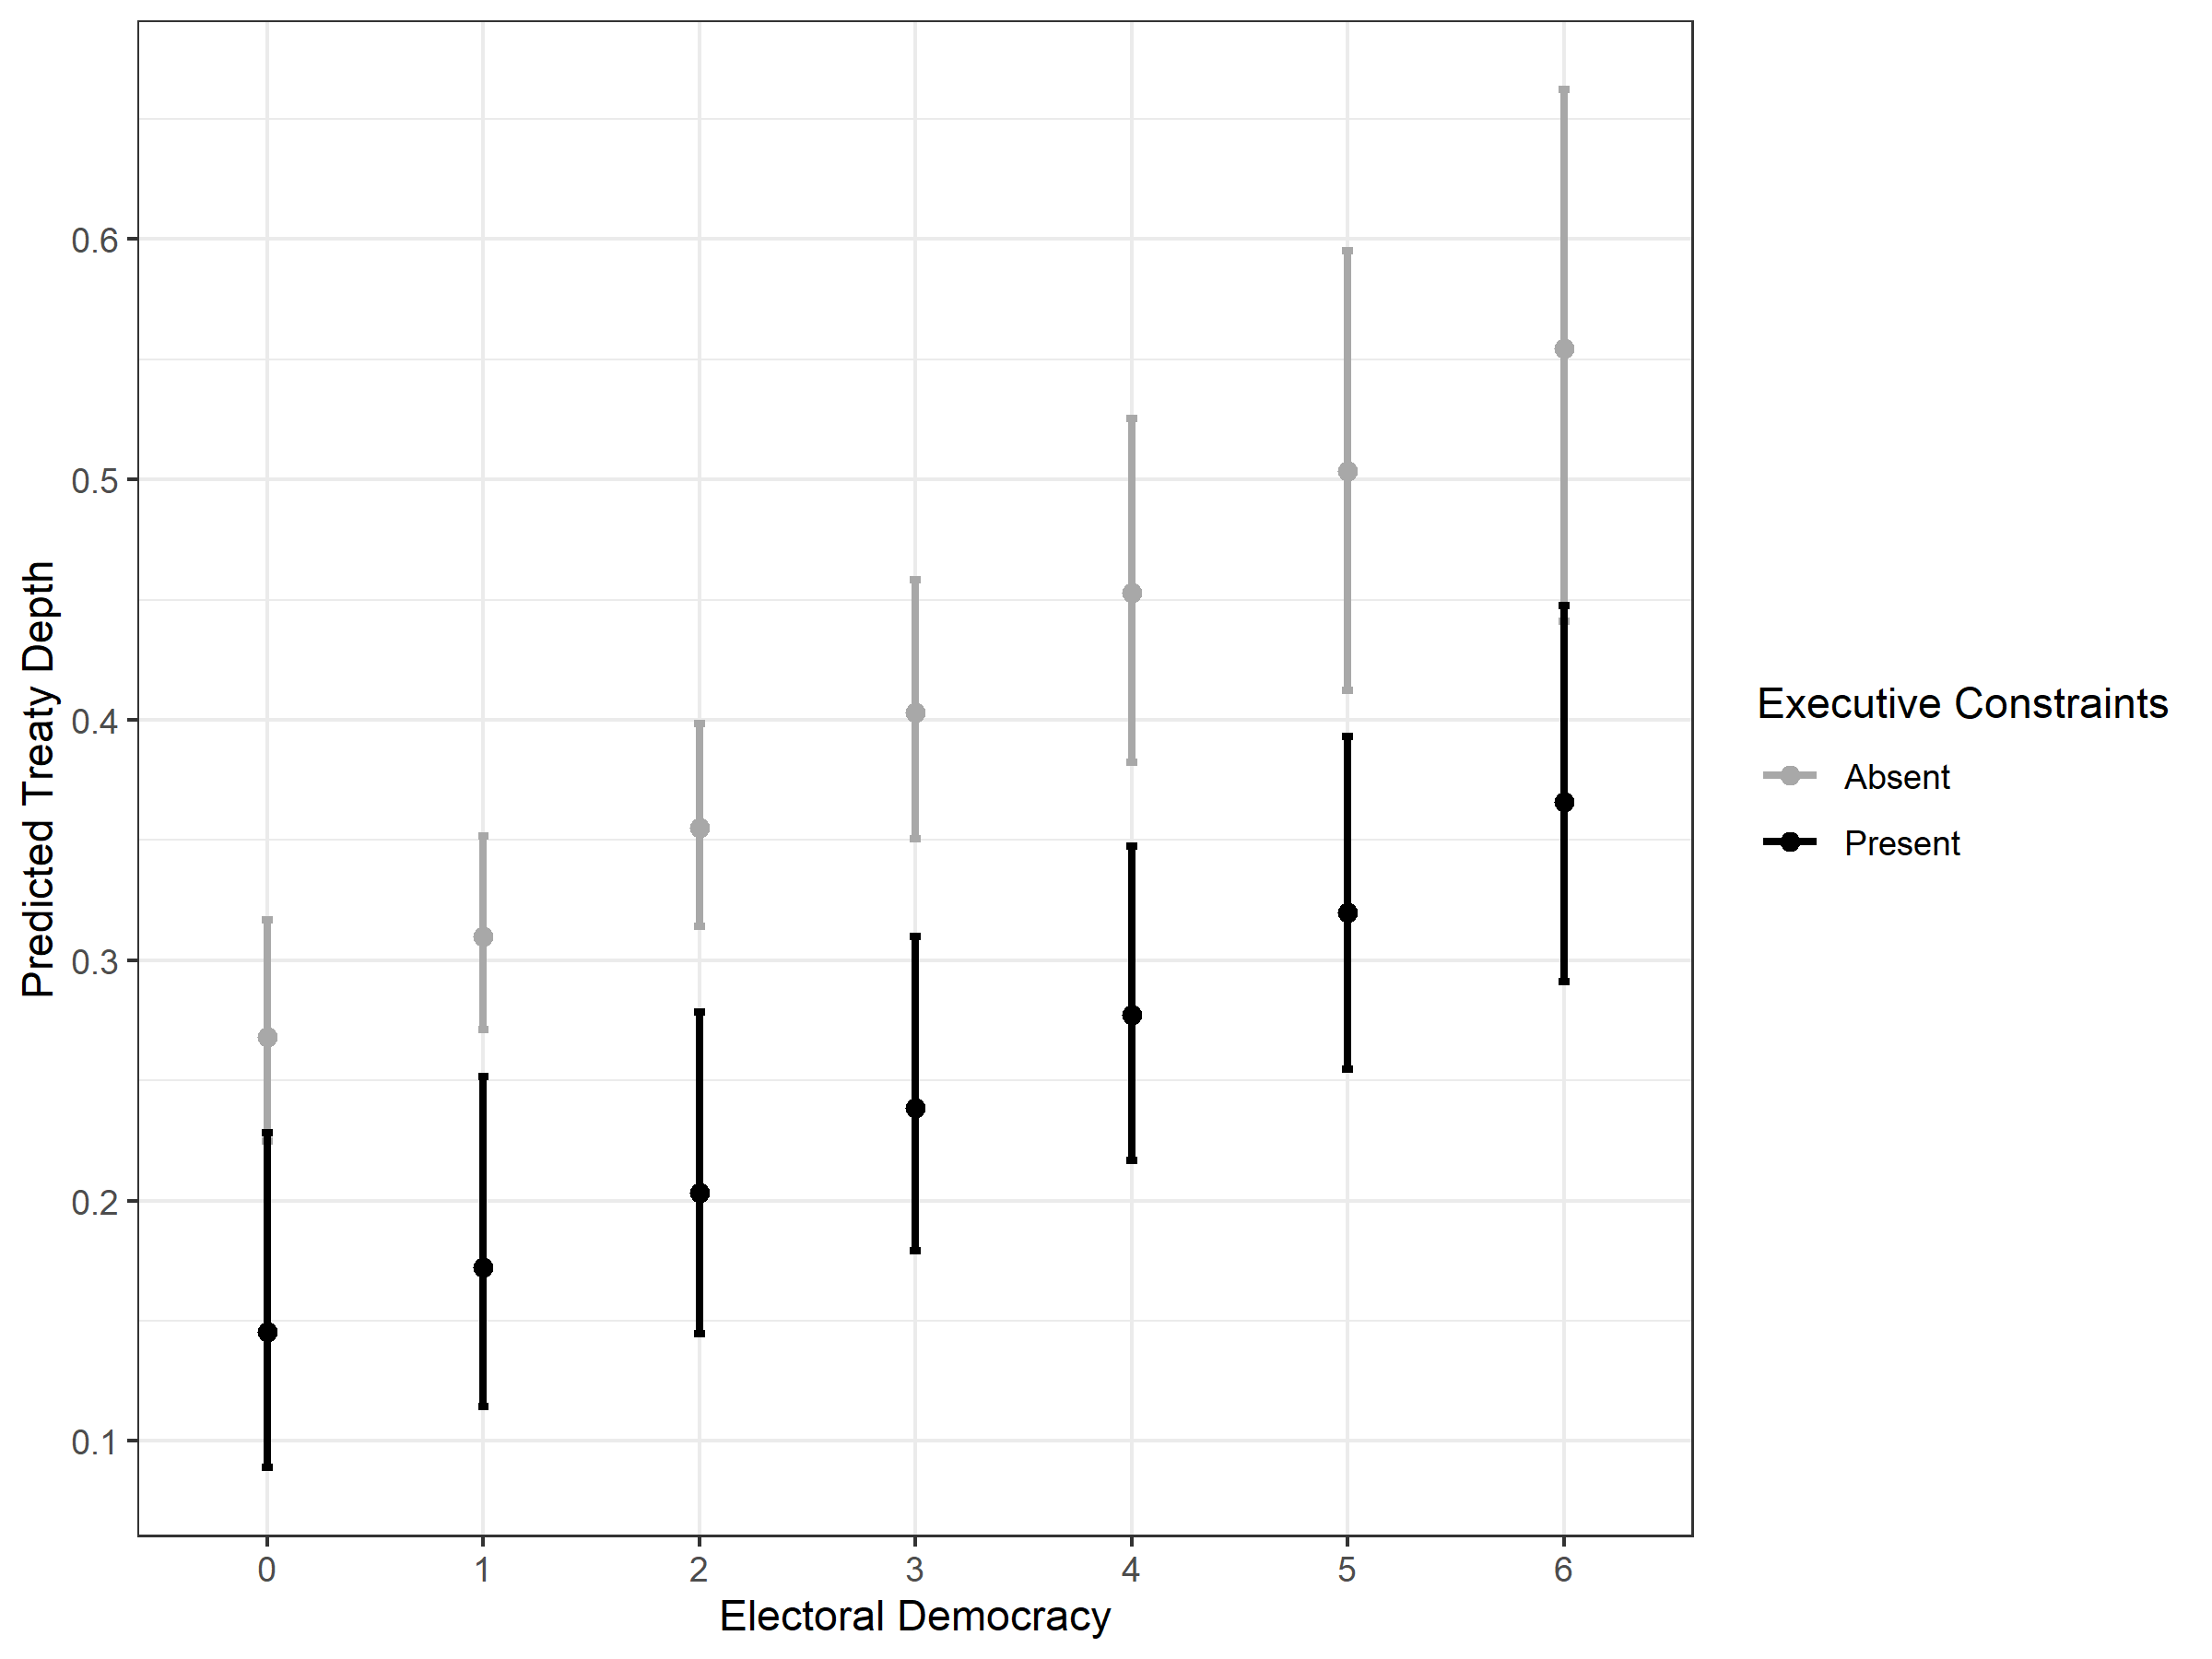 Predicted Treaty Depth
0.6
0.5
0.4
0.3
0.2
0.1
0 1 2 3 4 5 6
Electoral Democracy
Executive Constraints
Absent
Present